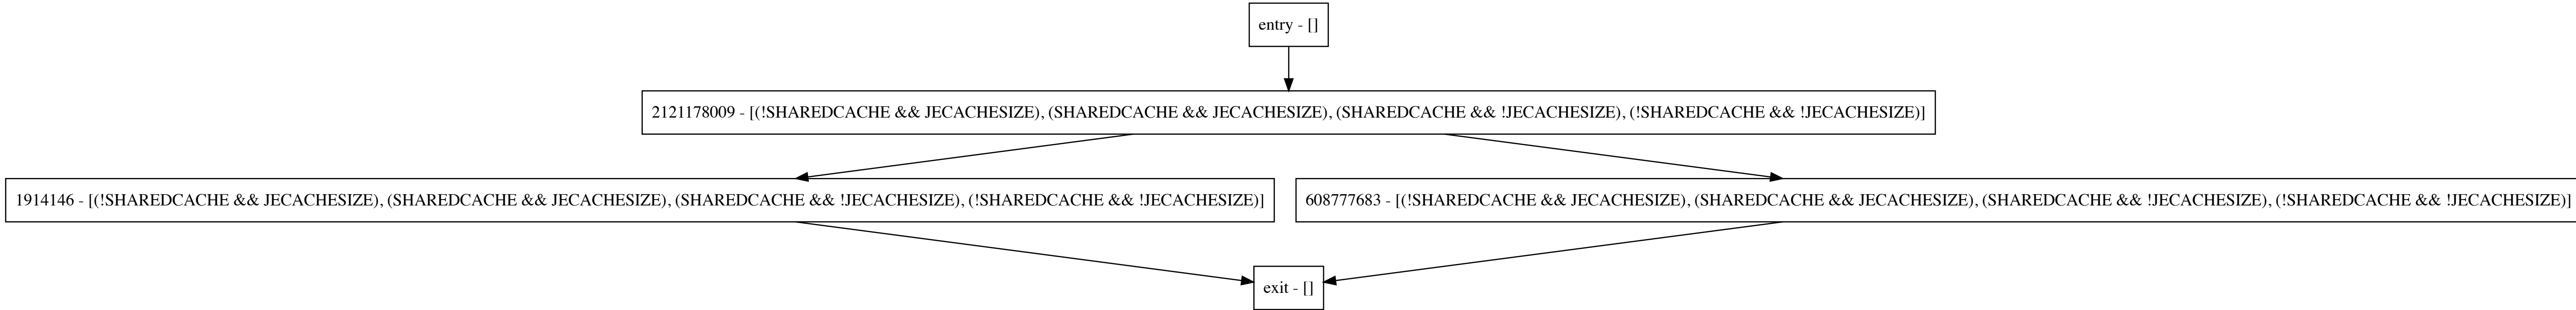 entry - []
2121178009 - [(!SHAREDCACHE && JECACHESIZE), (SHAREDCACHE && JECACHESIZE), (SHAREDCACHE && !JECACHESIZE), (!SHAREDCACHE && !JECACHESIZE)]
1914146 - [(!SHAREDCACHE && JECACHESIZE), (SHAREDCACHE && JECACHESIZE), (SHAREDCACHE && !JECACHESIZE), (!SHAREDCACHE && !JECACHESIZE)]
608777683 - [(!SHAREDCACHE && JECACHESIZE), (SHAREDCACHE && JECACHESIZE), (SHAREDCACHE && !JECACHESIZE), (!SHAREDCACHE && !JECACHESIZE)]
exit - []